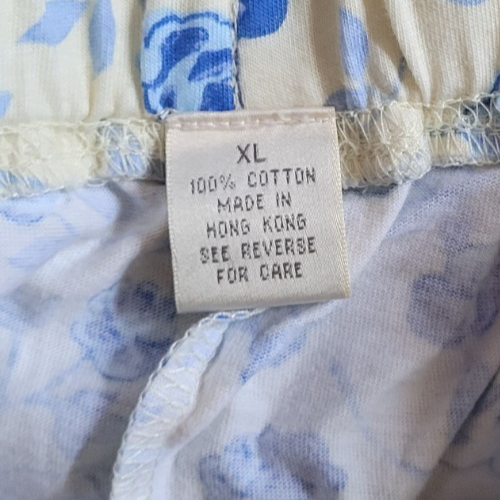 XL
100% COTTON
MADE IN
HONG KONG
SEE REVERSE
FOR CARE